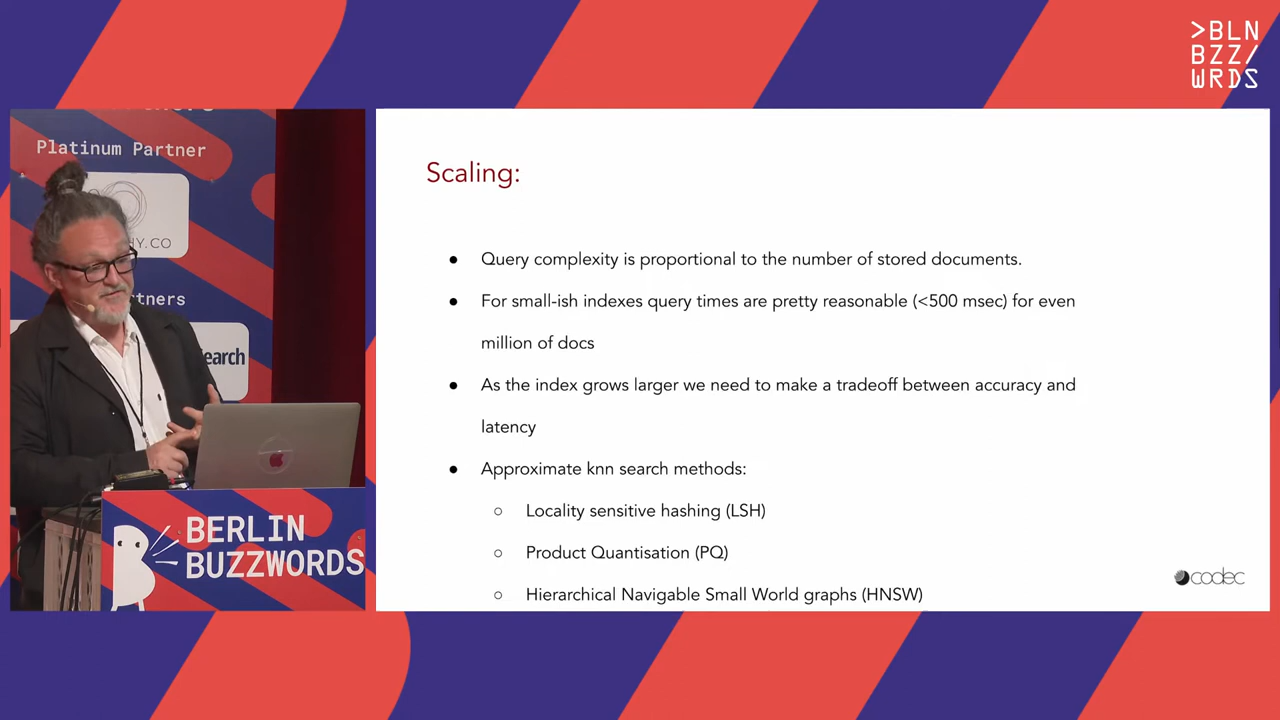 >BLN
BZZ/
WRDS
Platinum Partner
HY.CO
Search
Scaling:
● Query complexity is proportional to the number of stored documents.
● For small-ish indexes query times are pretty reasonable (<500 msec) for even
million of docs
● As the index grows larger we need to make a tradeoff between accuracy and
latency
● Approximate knn search methods:
○ Locality sensitive hashing (LSH)
○ Product Quantisation (PQ)
○ Hierarchical Navigable Small World graphs (HNSW)
codec
BERLIN
BUZZWORDS